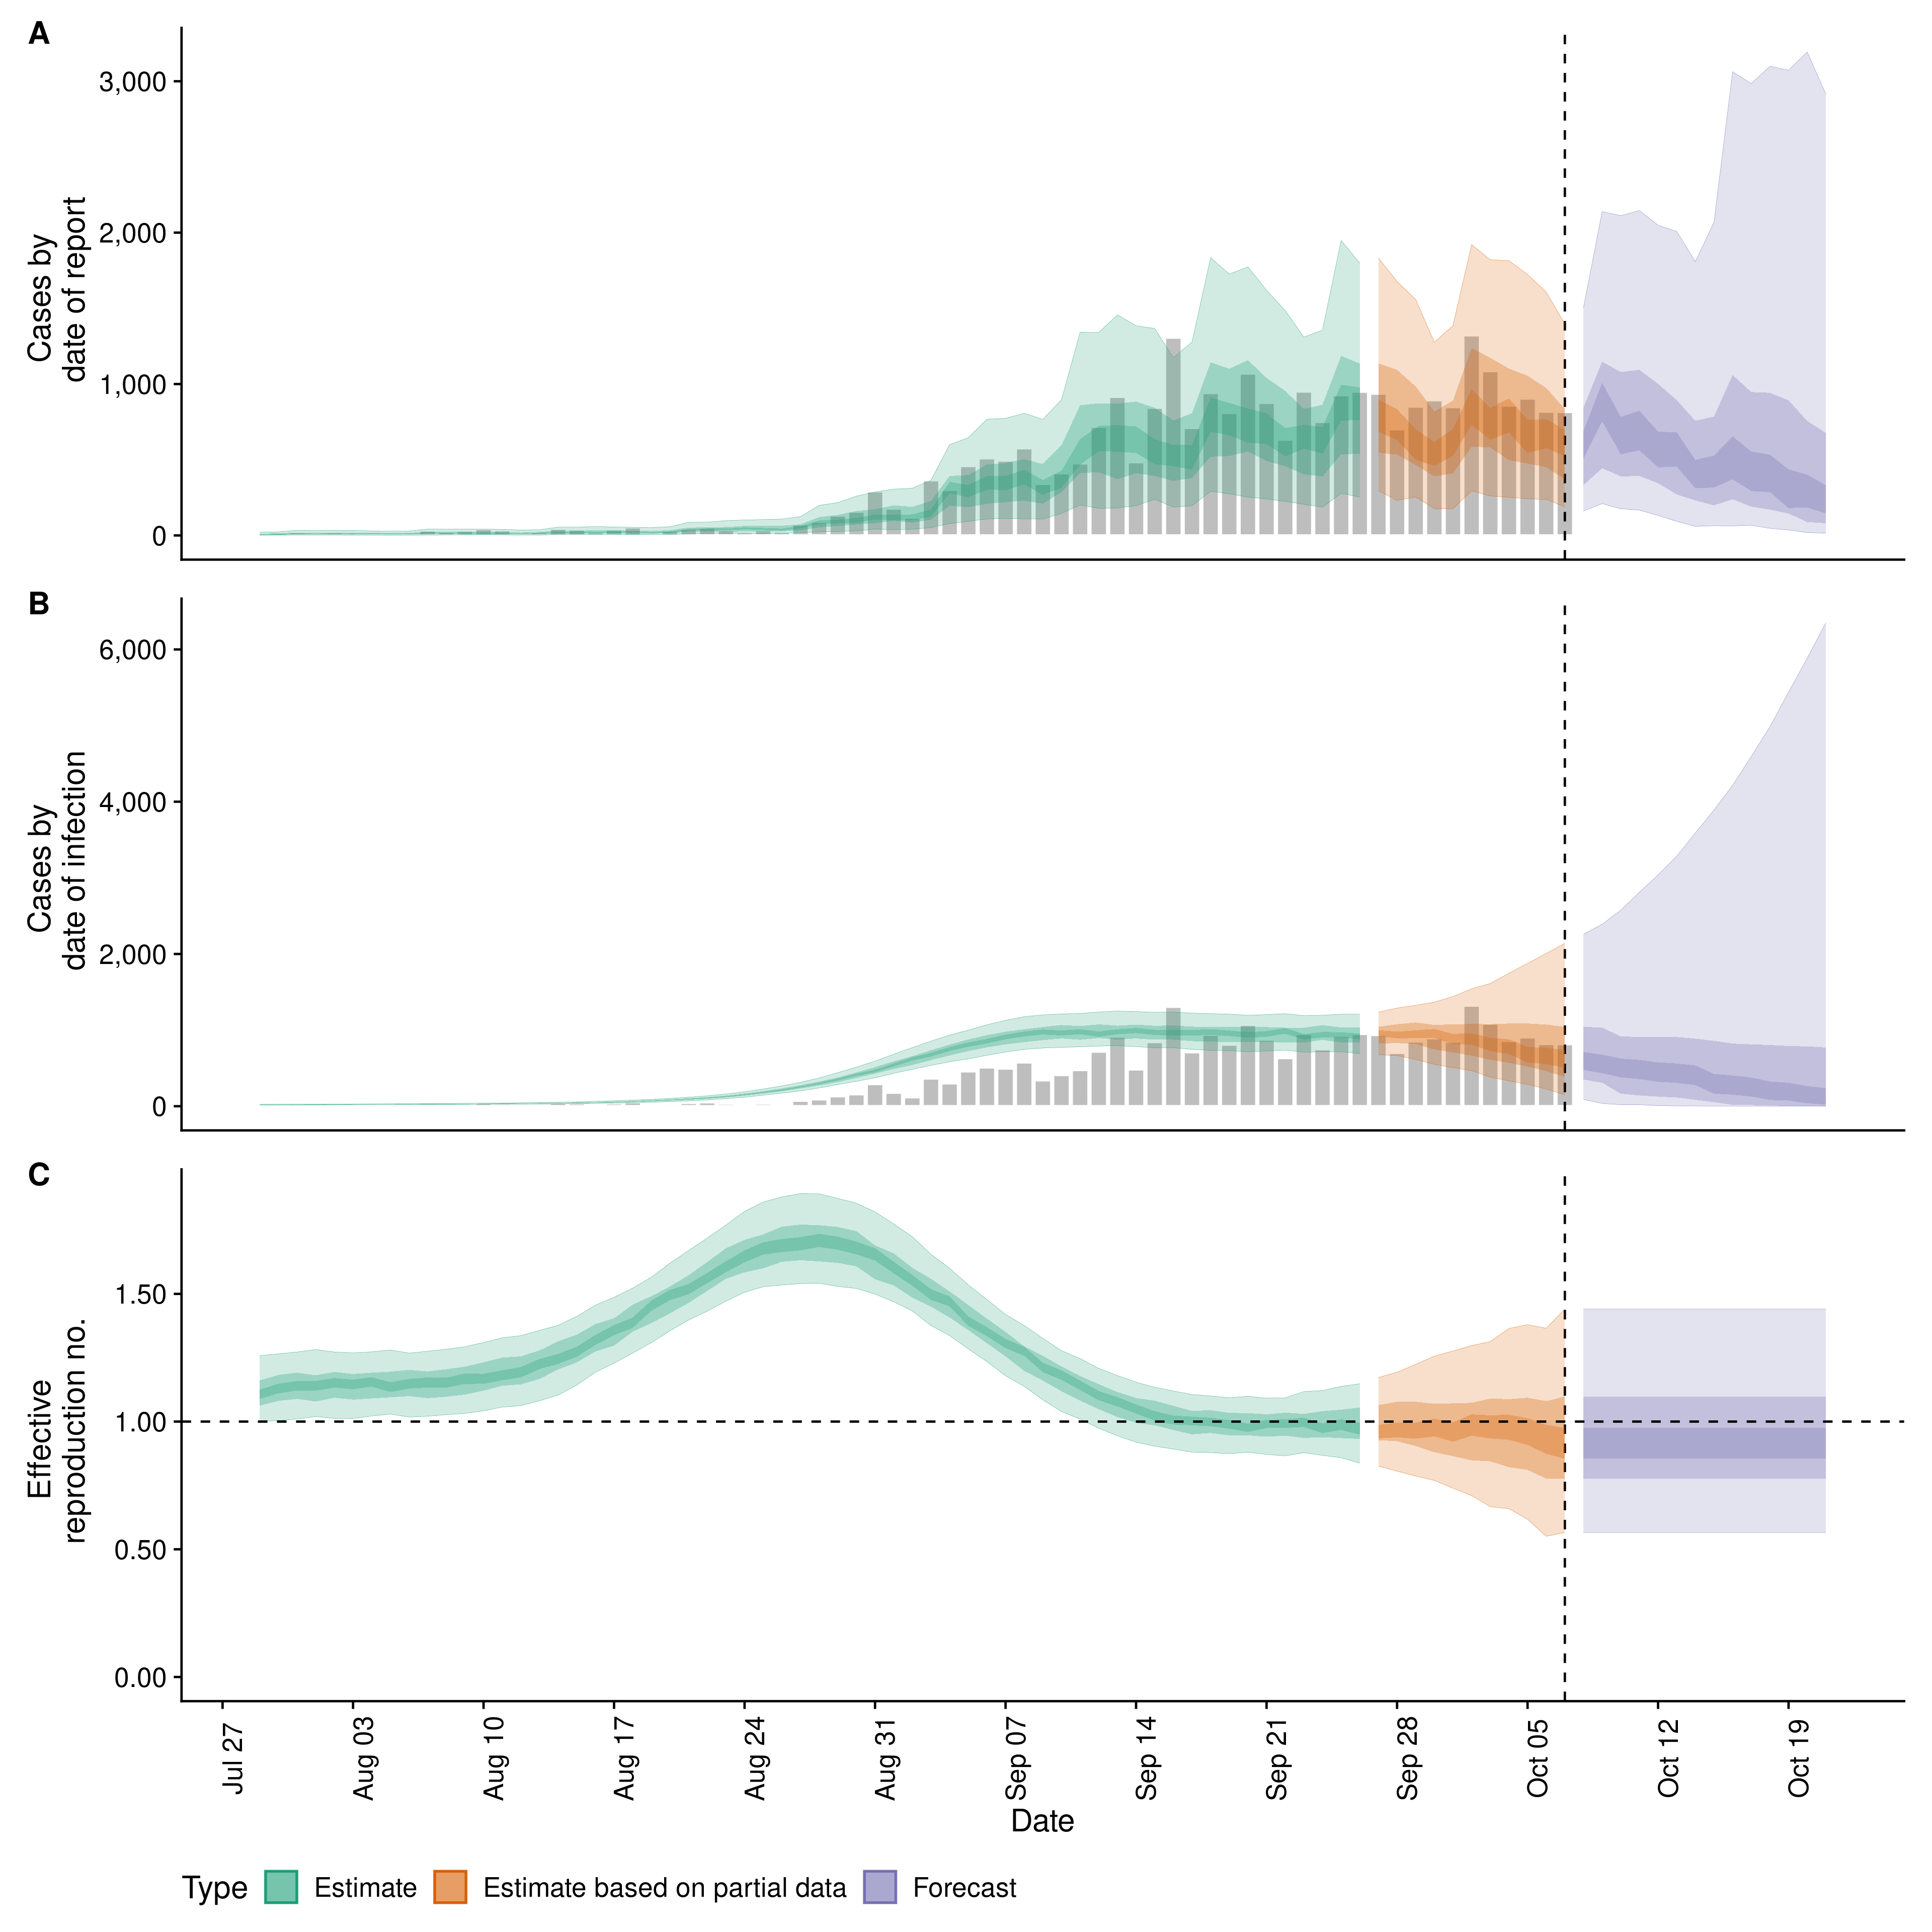 A
Cases by
date of report
3,000
2,000
1,000
0
B
Cases by
date of infection
6,000
4,000
2,000
0
C
Effective
reproduction no.
1.50
1.00
0.50
0.00
Jul 27
Aug 03
Aug 10
Aug 17
Aug 24
Aug 31
Sep 07
Sep 14
Sep 21
Sep 28
Oct 05
Oct 12
Oct 19
Date
Type Estimate Estimate based on partial data Forecast